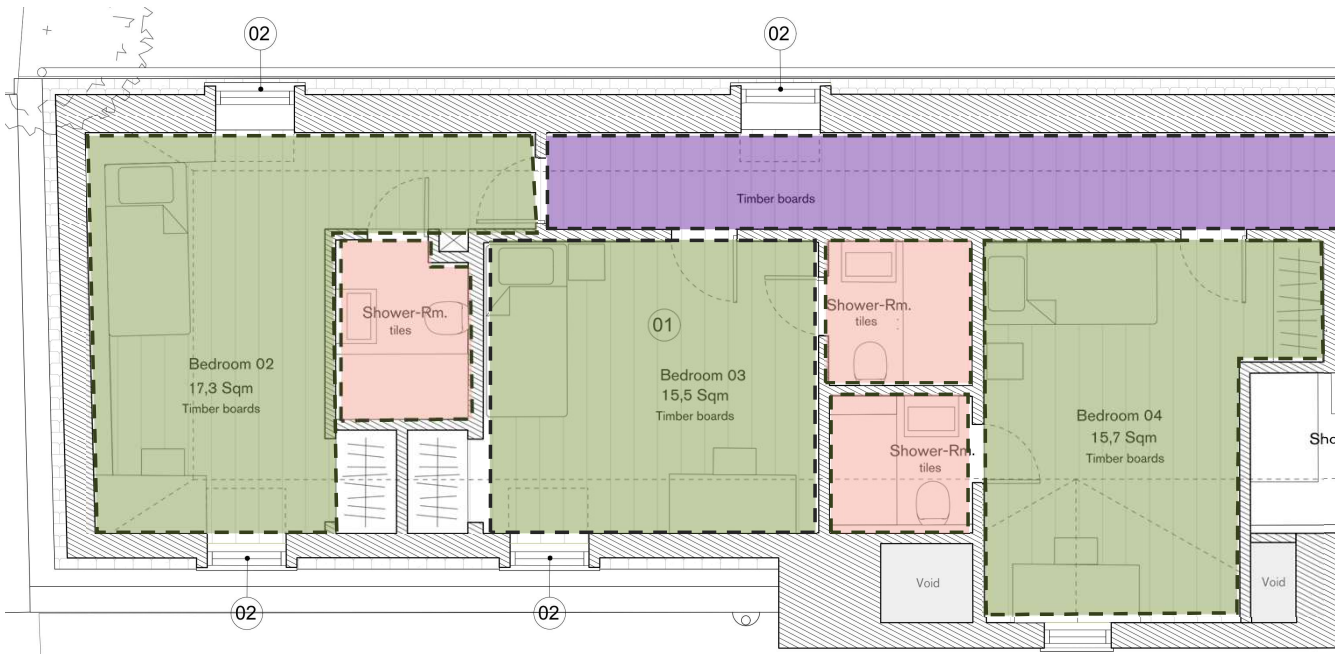 02
02
Timber boards
Shower-Rm.
tiles
Shower-Rm.
tiles
01
Bedroom 02
17,3 Sqm
Timber boards
Bedroom 03
15,5 Sqm
Timber boards
Bedroom 04
15,7 Sqm
Timber boards
Shower-Rm.
tiles
Sho
Void
Void
02
02